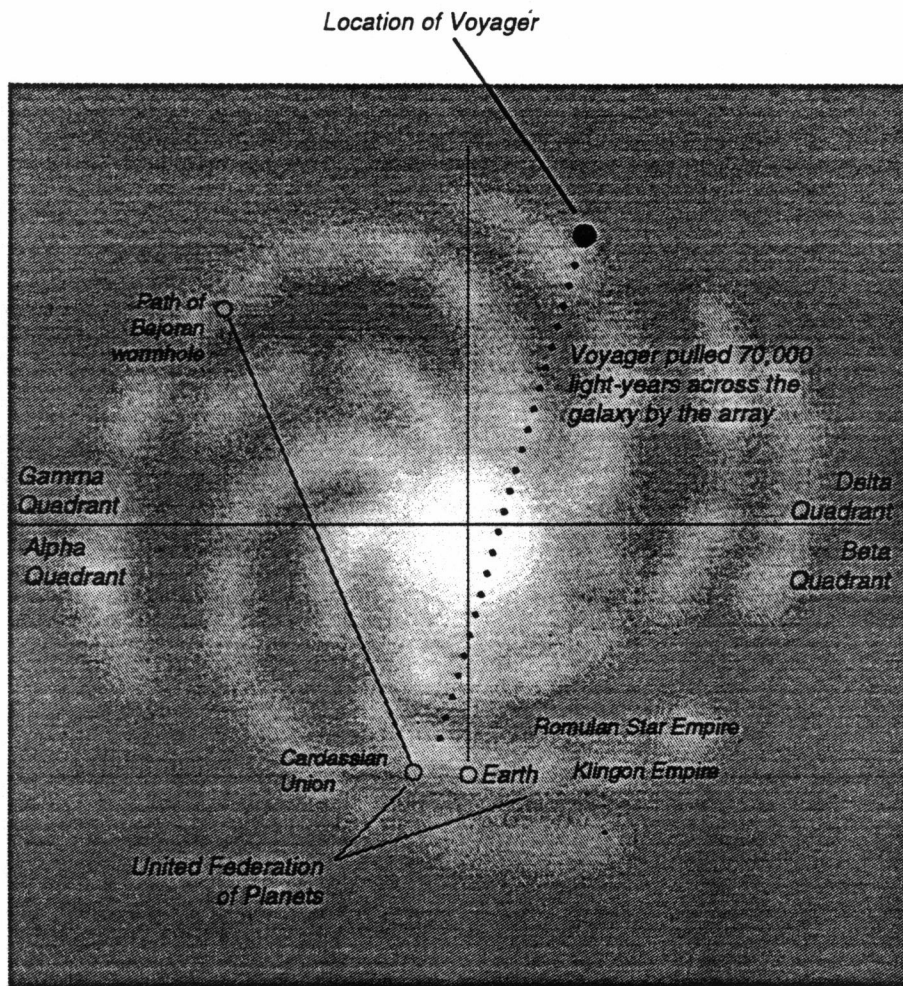 Location of Voyager
Path of
Bajoran
wormhole
Voyager pulled 70,000
light-years across the
galaxy by the array
Gamma
Quadrant
Delta
Quadrant
Alpha
Quadrant
Beta
Quadrant
Romulan Star Empire
Cardassian
Union
Earth
Klingon Empire
United Federation
of Planets